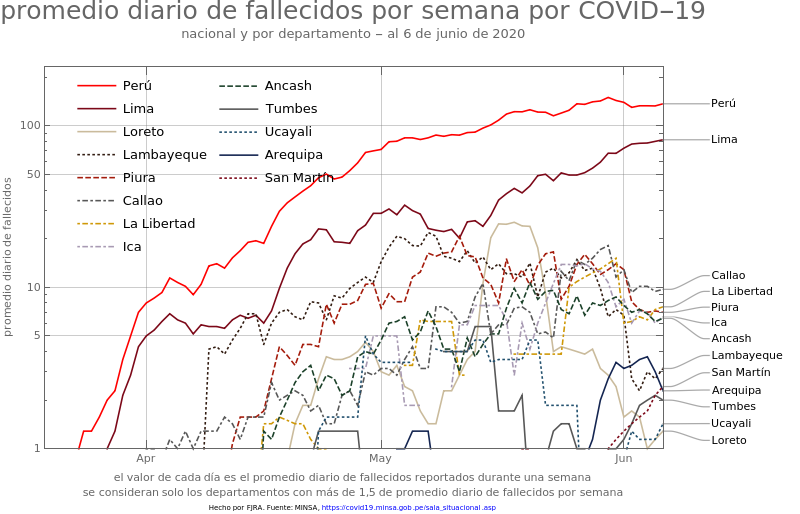 promedio diario de fallecidos por semana por COVID–19
nacional y por departamento – al 6 de junio de 2020
promedio diario de fallecidos
100
50
10
5
1
Apr
May
Jun
Perú
Lima
Loreto
Lambayeque
Piura
Callao
La Libertad
Ica
Ancash
Tumbes
Ucayali
Arequipa
San Martín
Perú
Lima
Callao
La Libertad
Piura
Ica
Ancash
Lambayeque
San Martín
Arequipa
Tumbes
Ucayali
Loreto
el valor de cada día es el promedio diario de fallecidos reportados durante una semana
se consideran solo los departamentos con más de 1,5 de promedio diario de fallecidos por semana
Hecho por FJRA. Fuente: MINSA, https://covid19.minsa.gob.pe/sala_situacional.asp